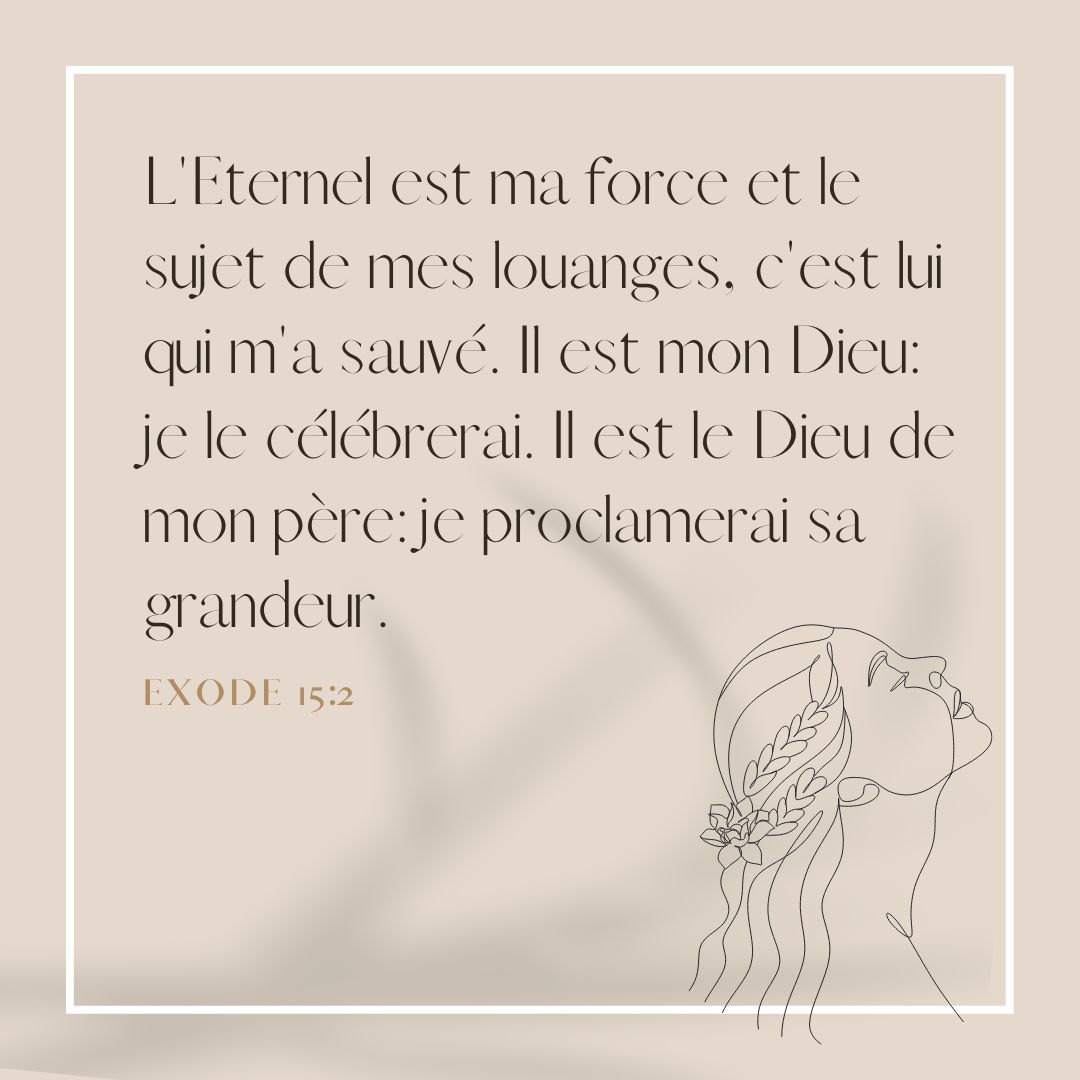 L'Eternel est ma force et le
sujet de mes louanges, c'est lui
qui m'a sauvé. Il est mon Dieu:
je le célébrerai. Il est le Dieu de
mon père: je proclamerai sa
grandeur.
EXODE 15:2